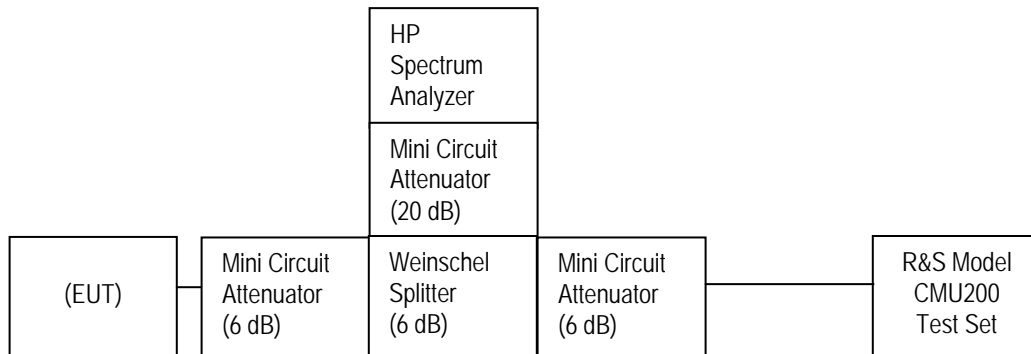 HP
Spectrum
Analyzer
Mini Circuit
Attenuator
(20 dB)
(EUT)
Mini Circuit
Attenuator
(6 dB)
Weinschel
Splitter
(6 dB)
Mini Circuit
Attenuator
(6 dB)
R&S Model
CMU200
Test Set